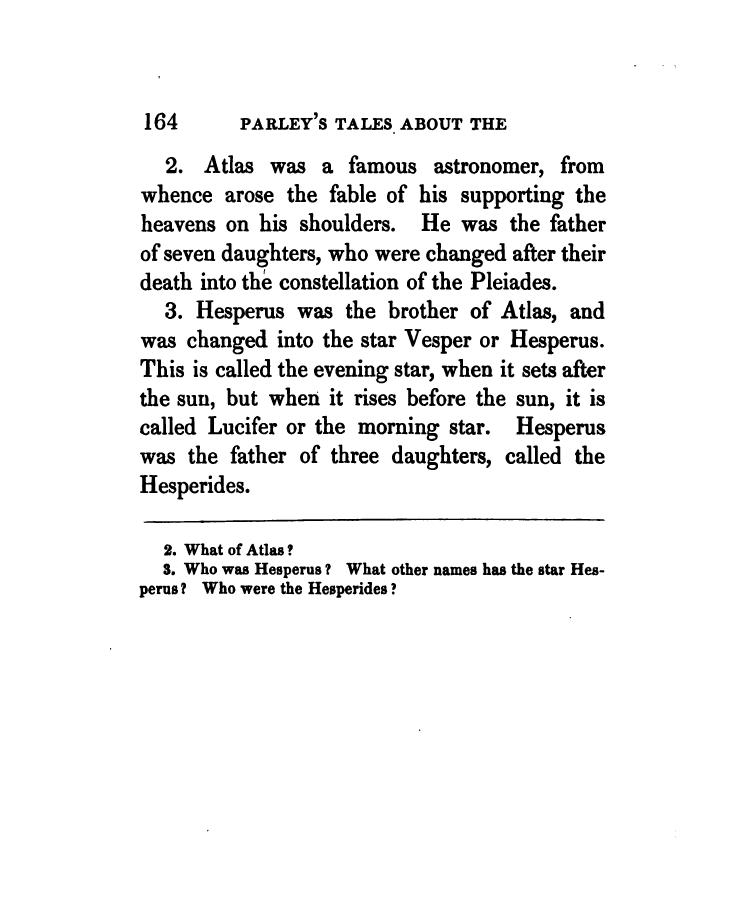 164 PARLEY'S TALES ABOUT THE
2. Atlas was a famous astronomer, from
whence arose the fable of his supporting the
heavens on his shoulders. He was the father
of seven daughters, who were changed after their
death into the constellation of the Pleiades.
3. Hesperus was the brother of Atlas, and
was changed into the star Vesper or Hesperus.
This is called the evening star, when it sets after
the sun, but when it rises before the sun, it is
called Lucifer or the morning star. Hesperus
was the father of three daughters, called the
Hesperides.
2. What of Atlas?
3. Who was Hesperus? What other names has the star Hes-
perus? Who were the Hesperides?